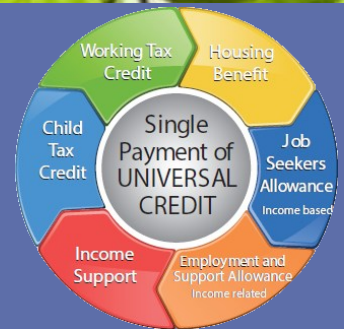 Working Tax
Credit
Housing
Benefit
Child
Tax
Credit
Single
Payment of
UNIVERSAL
CREDIT
Job
Seekers
Allowance
Income based
Income
Support
Employment and
Support Allowance
Income related